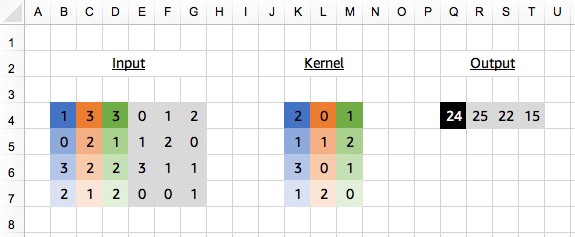 A B C D E F G H I J K L M N O P Q R S T U
1
2 Input Kernel Output
3
4 1 3 3 0 1 2 2 0 1 24 25 22 15
5 0 2 1 1 2 0 1 1 2
6 3 2 2 3 1 1 3 0 1
7 2 1 2 0 0 1 1 2 0
8